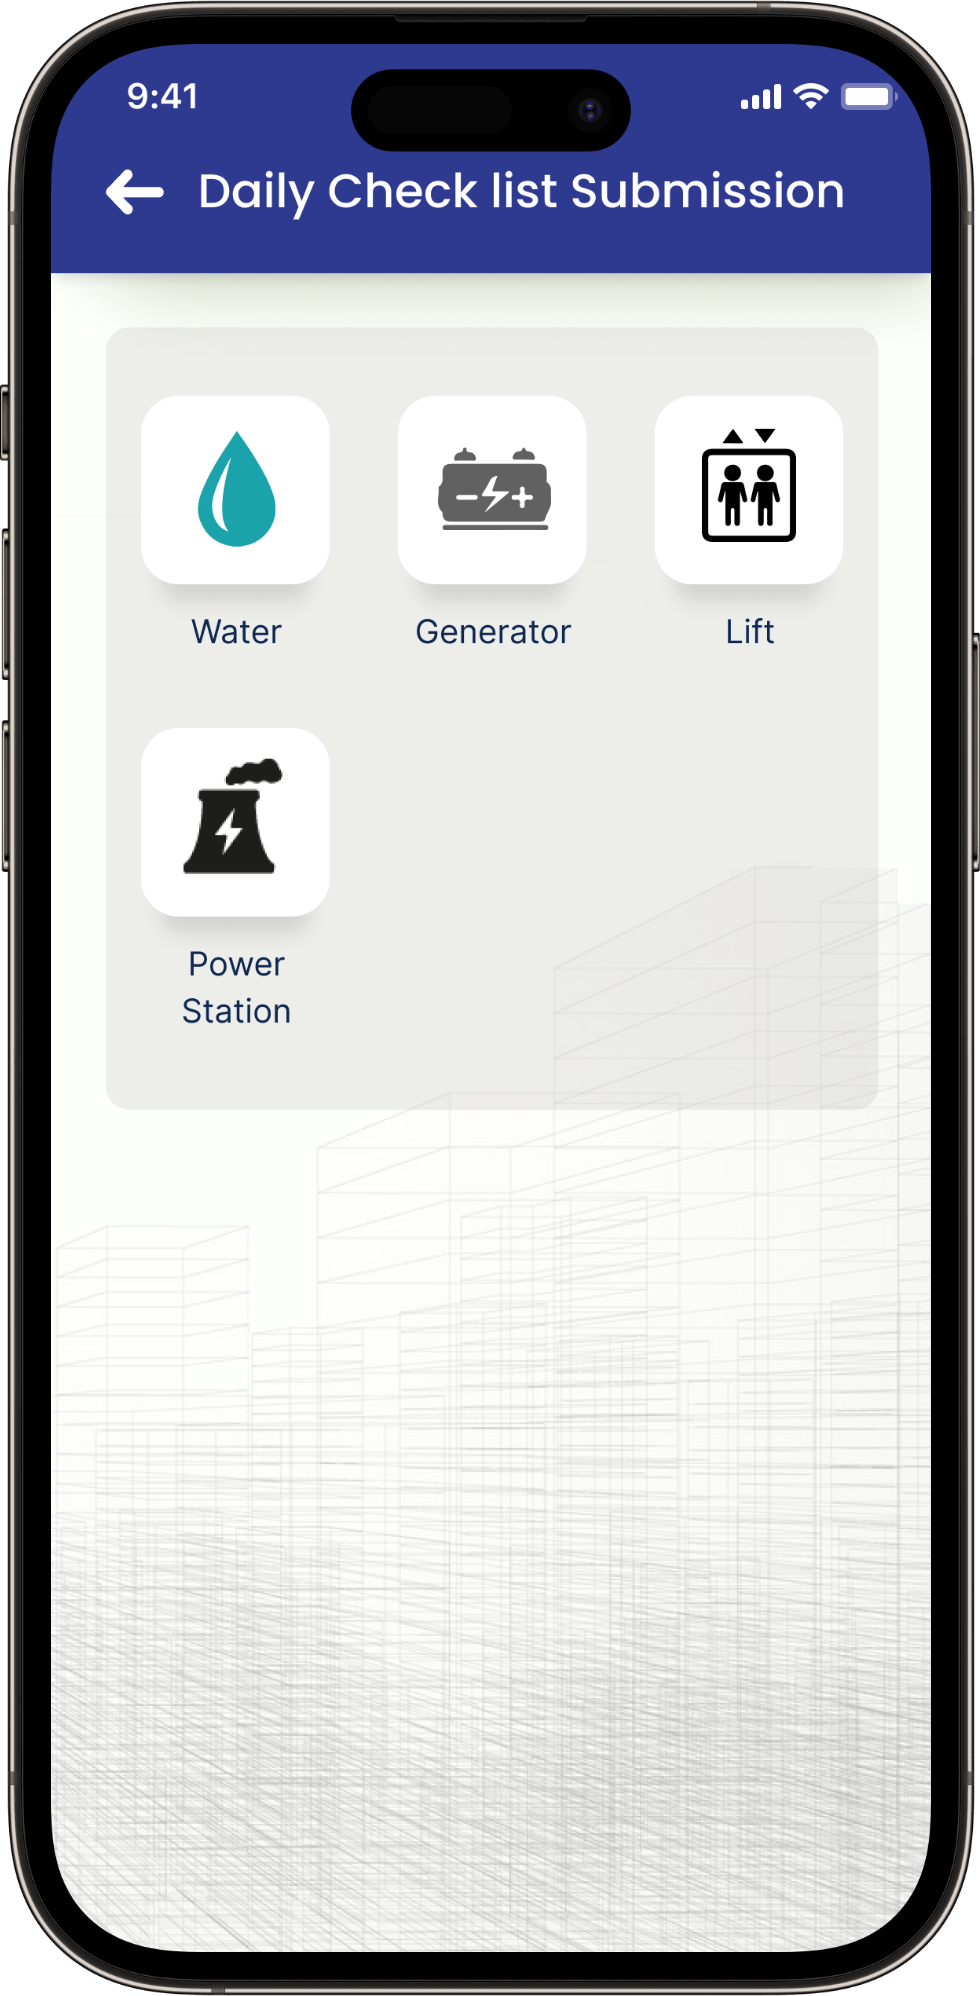 9:41
Daily Check list Submission
Water
Generator
Lift
Power
Station